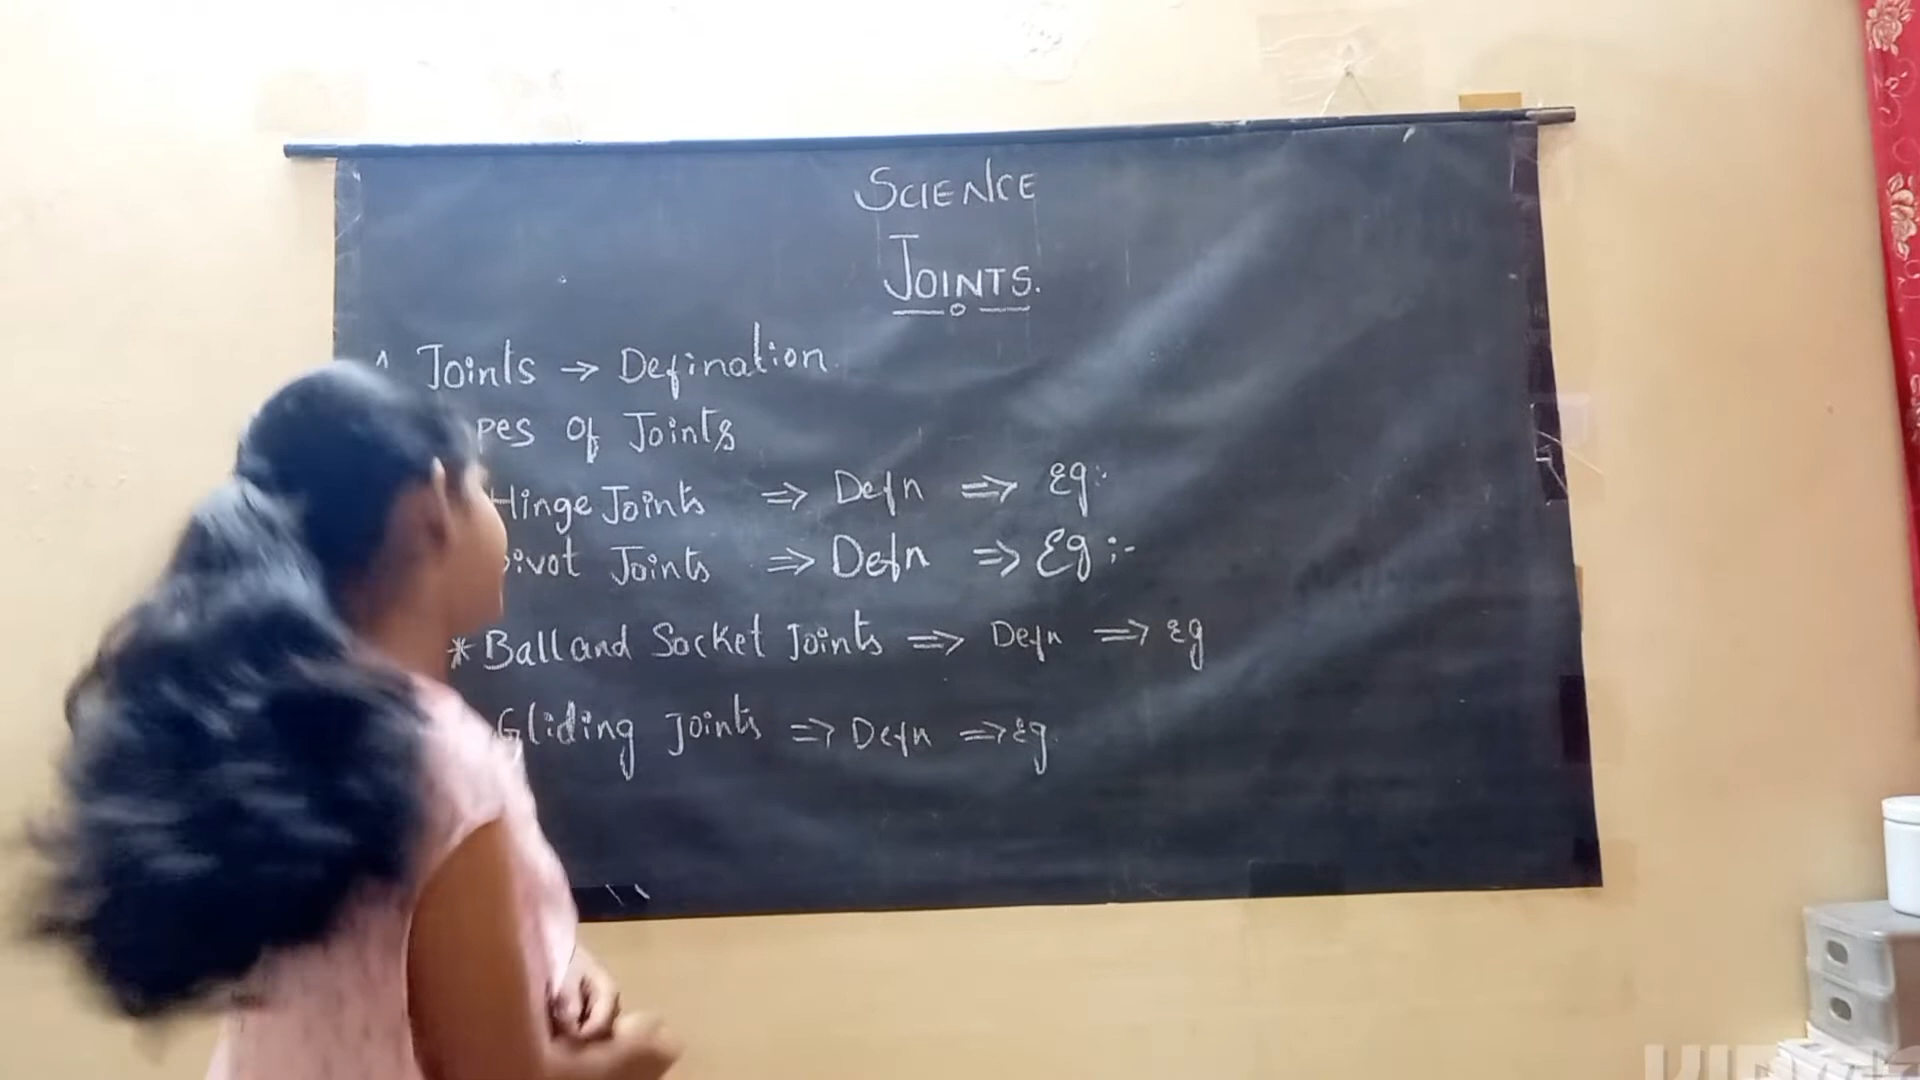 SCIENCE
JOINTS.
Joints → Defination.
pes of Joints
Hinge Joints ⇒ Defn ⇒ Eg:
pivot Joints ⇒ Defn ⇒ Eg:-
* Ball and Socket Joints ⇒ Defn ⇒ Eg
Gliding Joints ⇒ Defn ⇒ Eg.